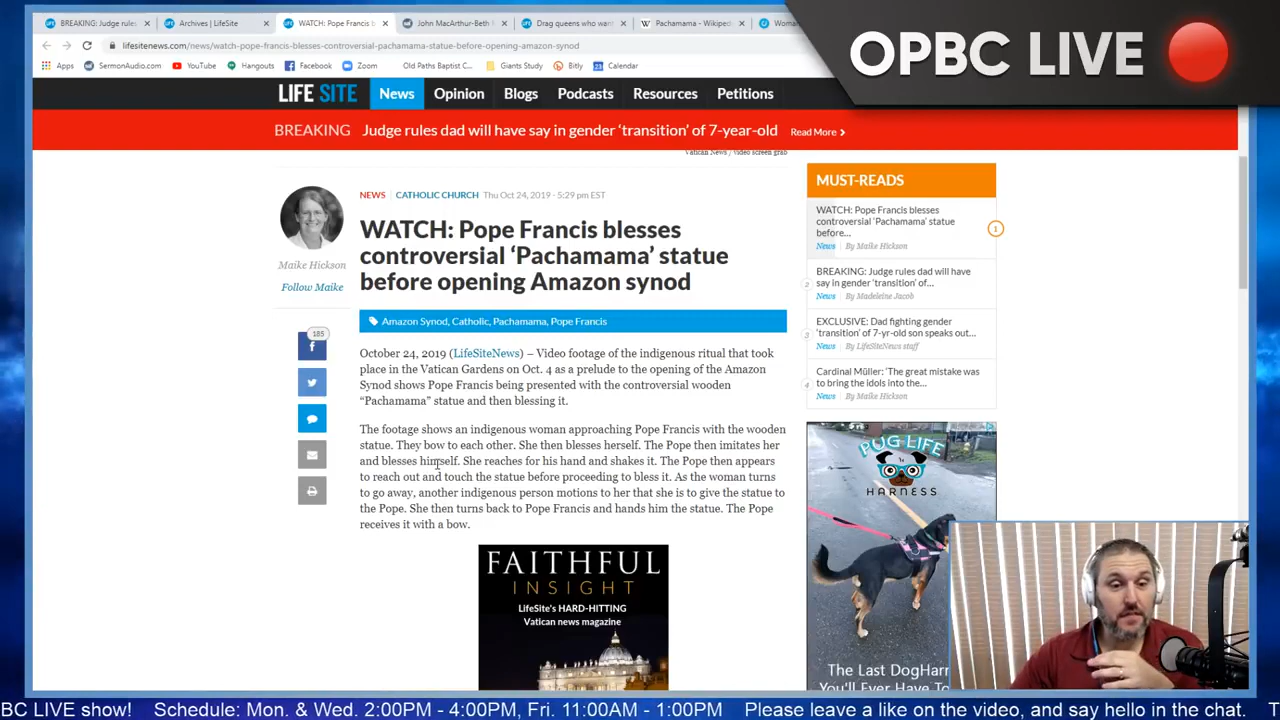 BREAKING: Judge rules
Archives | LifeSite
WATCH: Pope Francis b
John MacArthur-Beth M
Drag queens who wan
Pachamama - Wikipedi
Woma
OPBC LIVE
lifesitenews.com/news/watch-pope-francis-blesses-controversial-pachamama-statue-before-opening-amazon-synod
Apps
SermonAudio.com
YouTube
Hangouts
Facebook
Zoom
Old Paths Baptist C...
Giants Study
Bitly
Calendar
LIFE SITE
News
Opinion
Blogs
Podcasts
Resources
Petitions
BREAKING Judge rules dad will have say in gender ‘transition’ of 7-year-old Read More
Vatican News / video screen grab
NEWS CATHOLIC CHURCH Thu Oct 24, 2019 - 5:29 pm EST
WATCH: Pope Francis blesses
controversial ‘Pachamama’ statue
before opening Amazon synod
Maike Hickson
Follow Maike
Amazon Synod, Catholic, Pachamama, Pope Francis
185
October 24, 2019 (LifeSiteNews) – Video footage of the indigenous ritual that took
place in the Vatican Gardens on Oct. 4 as a prelude to the opening of the Amazon
Synod shows Pope Francis being presented with the controversial wooden
“Pachamama” statue and then blessing it.
The footage shows an indigenous woman approaching Pope Francis with the wooden
statue. They bow to each other. She then blesses herself. The Pope then imitates her
and blesses himself. She reaches for his hand and shakes it. The Pope then appears
to reach out and touch the statue before proceeding to bless it. As the woman turns
to go away, another indigenous person motions to her that she is to give the statue to
the Pope. She then turns back to Pope Francis and hands him the statue. The Pope
receives it with a bow.
FAITHFUL
INSIGHT
LifeSite's HARD-HITTING
Vatican news magazine
MUST-READS
WATCH: Pope Francis blesses
controversial ‘Pachamama’ statue
before...
News By Maike Hickson
1
BREAKING: Judge rules dad will have
say in gender ‘transition’ of...
News By Madeleine Jacob
2
EXCLUSIVE: Dad fighting gender
‘transition’ of 7-yr-old son speaks out...
News By LifeSiteNews staff
3
Cardinal Müller: ‘The great mistake was
to bring the idols into the...
News By Maike Hickson
4
PUG LIFE
HARNESS
The Last DogHarn
You'll Ever Have To
BC LIVE show! Schedule: Mon. & Wed. 2:00PM - 4:00PM, Fri. 11:00AM - 1:00PM Please leave a like on the video, and say hello in the chat. T